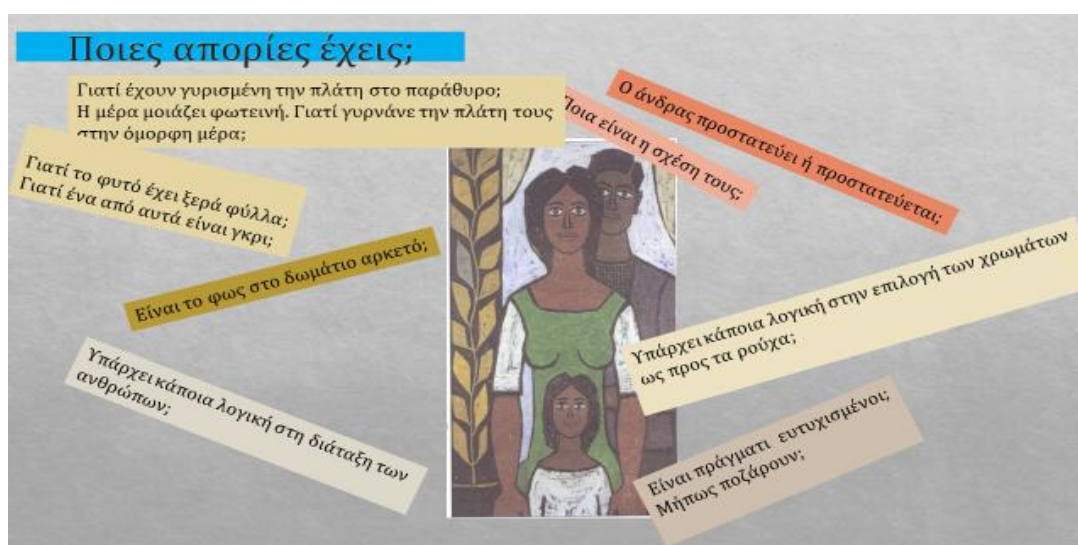 Ποιες απορίες έχεις;
Γιατί έχουν γυρισμένη την πλάτη στο παράθυρο;
Η μέρα μοιάζει φωτεινή. Γιατί γυρνάνε την πλάτη τους
στην όμορφη μέρα;
Ο άνδρας προστατεύει ή προστατεύεται;
Ποια είναι η σχέση τους;
Γιατί το φυτό έχει ξερά φύλλα;
Γιατί ένα από αυτά είναι γκρι;
Είναι το φως στο δωμάτιο αρκετό;
Υπάρχει κάποια λογική στην επιλογή των χρωμάτων
ως προς τα ρούχα;
Υπάρχει κάποια λογική στη διάταξη των
ανθρώπων;
Είναι πράγματι ευτυχισμένοι;
Μήπως ποζάρουν;